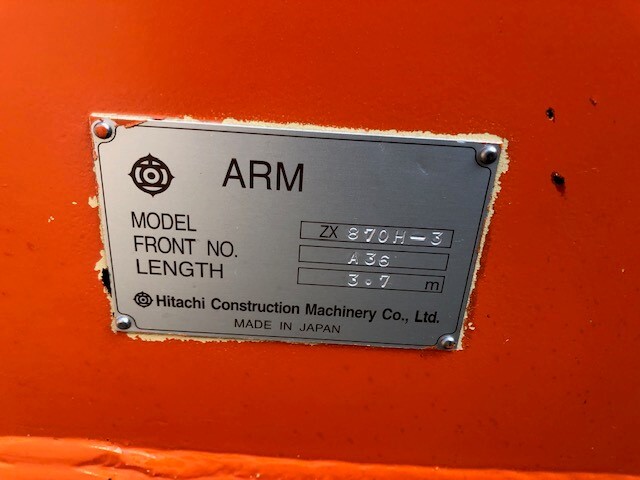 ARM
MODEL ZX 870H-3
FRONT NO. A36
LENGTH 3.7 m
Hitachi Construction Machinery Co., Ltd.
MADE IN JAPAN